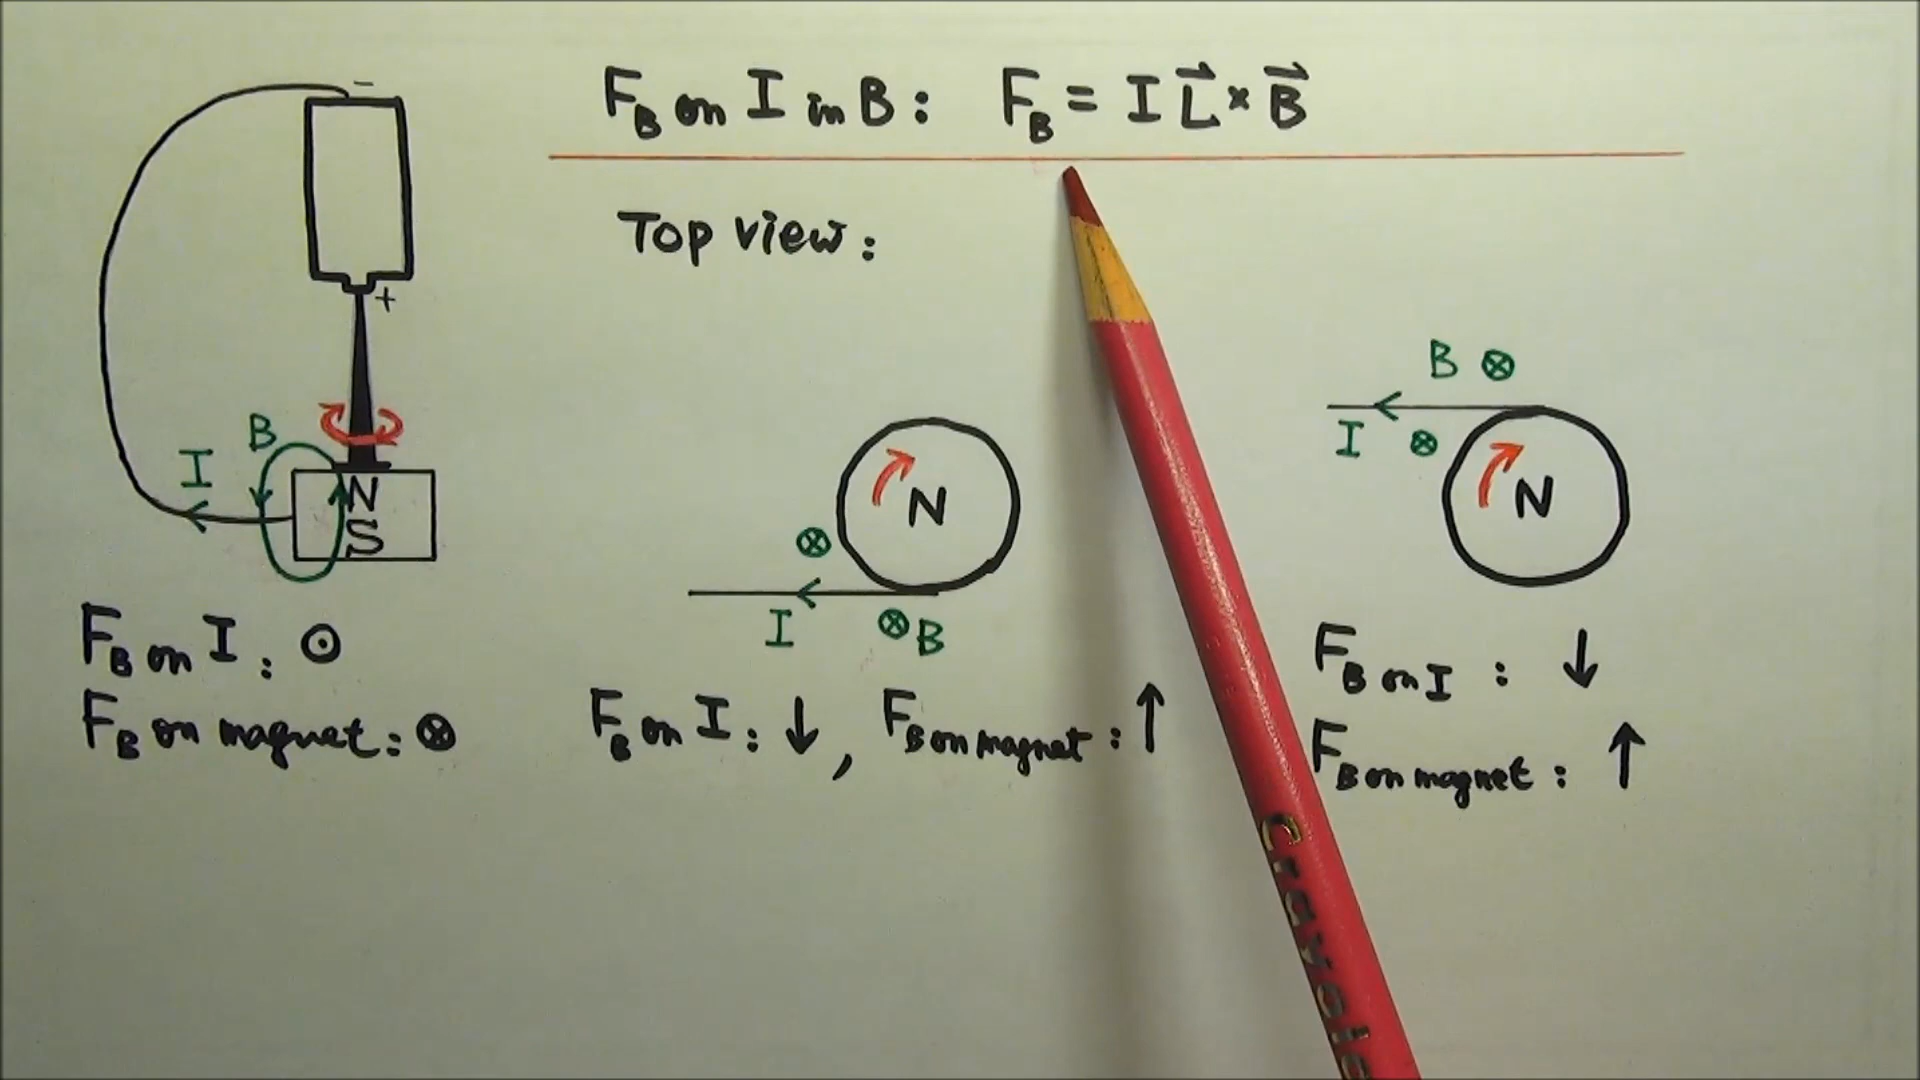 F_B on I in B: F_B = I L⃗ × B⃗
Top view:
−
+
B
I
N
S
F_B on I: ⊙
F_B on magnet: ⊗
N
⊗
I
⊗ B
F_B on I: ↓, F_B on magnet: ↑
B ⊗
I ⊗
N
F_B on I: ↓
F_B on magnet: ↑
Crayola